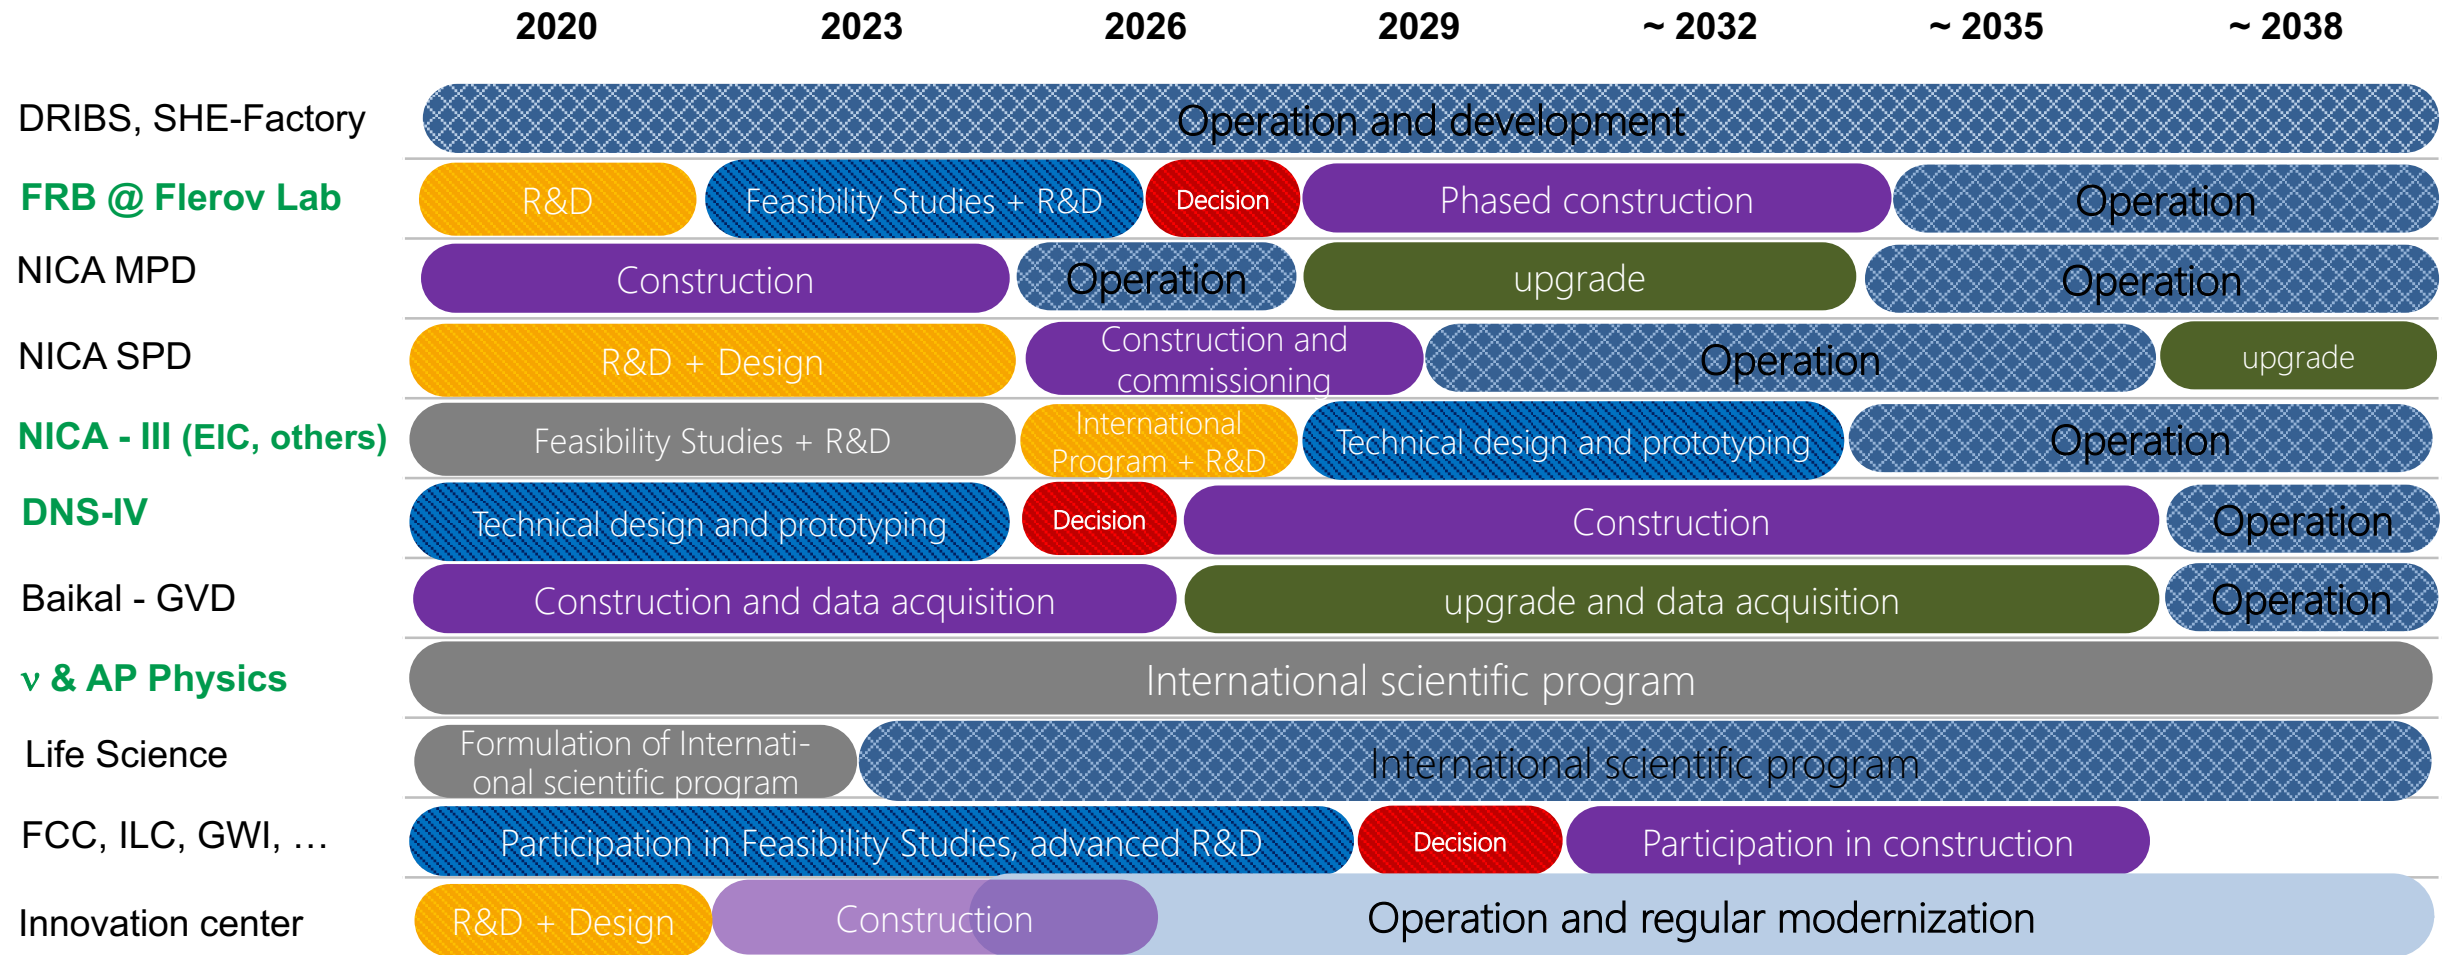 2020 2023 2026 2029 ~ 2032 ~ 2035 ~ 2038
DRIBS, SHE-Factory Operation and development
FRB @ Flerov Lab R&D Feasibility Studies + R&D Decision Phased construction Operation
NICA MPD Construction Operation upgrade Operation
NICA SPD R&D + Design Construction and
commissioning Operation upgrade
NICA - III (EIC, others) Feasibility Studies + R&D International
Program + R&D Technical design and prototyping Operation
DNS-IV Technical design and prototyping Decision Construction Operation
Baikal - GVD Construction and data acquisition upgrade and data acquisition Operation
ν & AP Physics International scientific program
Life Science Formulation of Internati-
onal scientific program International scientific program
FCC, ILC, GWI, … Participation in Feasibility Studies, advanced R&D Decision Participation in construction
Innovation center R&D + Design Construction Operation and regular modernization